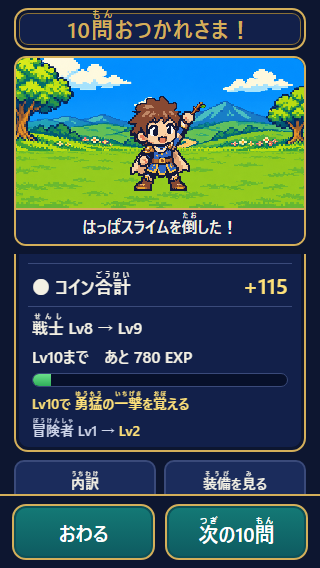 10問おつかれさま！
はっぱスライムを倒した！
コイン合計 +115
戦士 Lv8 → Lv9
Lv10まで　あと 780 EXP
Lv10で 勇猛の一撃を覚える
冒険者 Lv1 → Lv2
内訳 装備を見る
おわる 次の10問